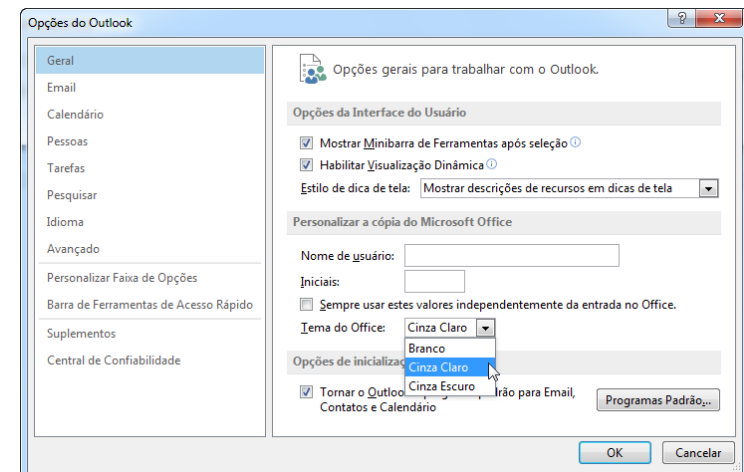 Opções do Outlook
Geral
Email
Calendário
Pessoas
Tarefas
Pesquisar
Idioma
Avançado
Personalizar Faixa de Opções
Barra de Ferramentas de Acesso Rápido
Suplementos
Central de Confiabilidade
Opções gerais para trabalhar com o Outlook.
Opções da Interface do Usuário
Mostrar Minibarra de Ferramentas após seleção
Habilitar Visualização Dinâmica
Estilo de dica de tela: Mostrar descrições de recursos em dicas de tela
Personalizar a cópia do Microsoft Office
Nome de usuário:
Iniciais:
Sempre usar estes valores independentemente da entrada no Office.
Tema do Office: Cinza Claro
Branco
Cinza Claro
Cinza Escuro
Opções de
Tornar o para Email,
Contatos e Calendário
Programas Padrão...
OK Cancelar